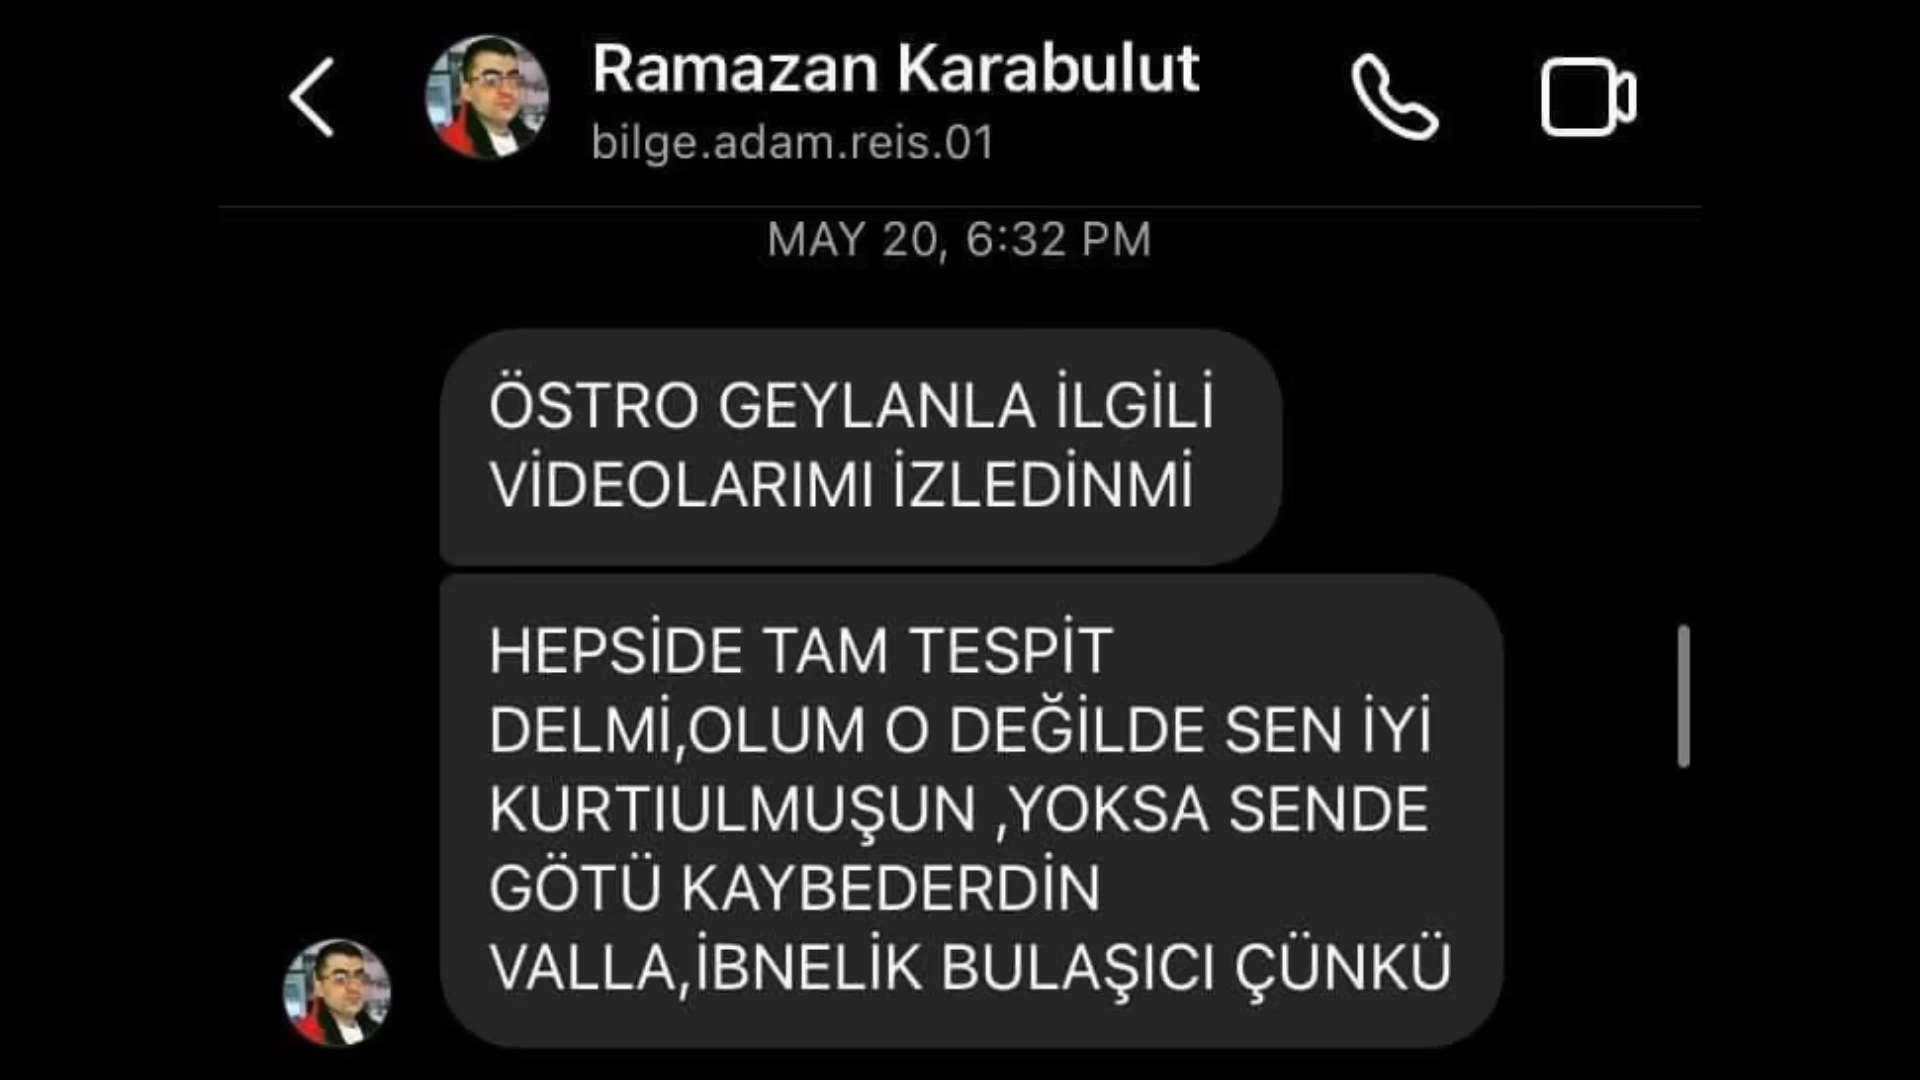 Ramazan Karabulut
bilge.adam.reis.01
MAY 20, 6:32 PM
ÖSTRO GEYLANLA İLGİLİ
VİDEOLARIMI İZLEDİNMİ
HEPSİDE TAM TESPİT
DELMİ,OLUM O DEĞİLDE SEN İYİ
KURTIULMUŞUN ,YOKSA SENDE
GÖTÜ KAYBEDERDİN
VALLA,İBNELİK BULAŞICI ÇÜNKÜ